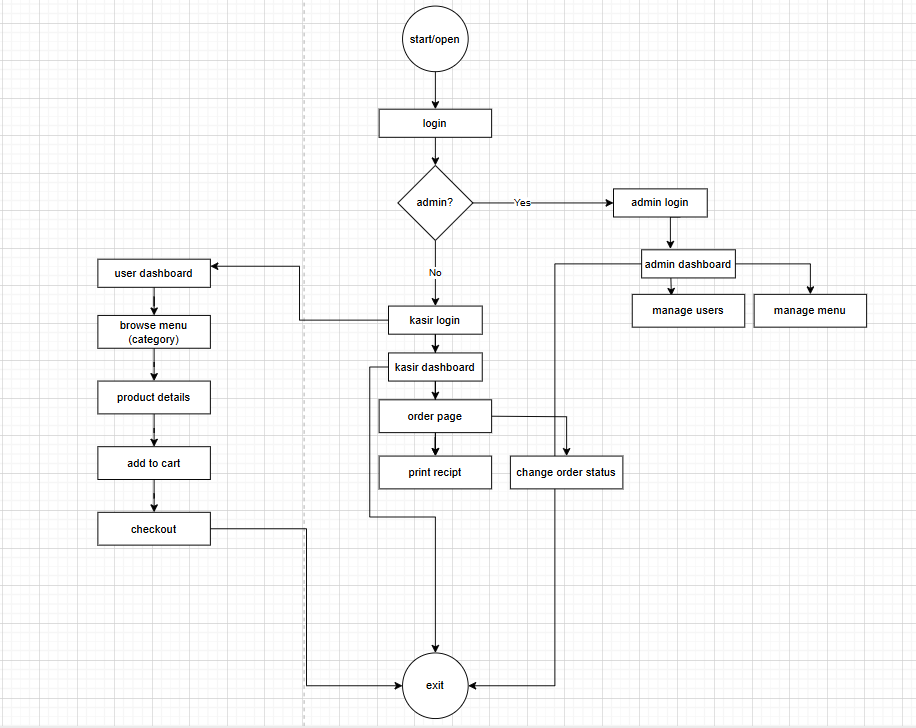 start/open
login
admin?
Yes
admin login
No
admin dashboard
user dashboard
manage users
manage menu
kasir login
browse menu
(category)
kasir dashboard
product details
order page
add to cart
print recipt
change order status
checkout
exit